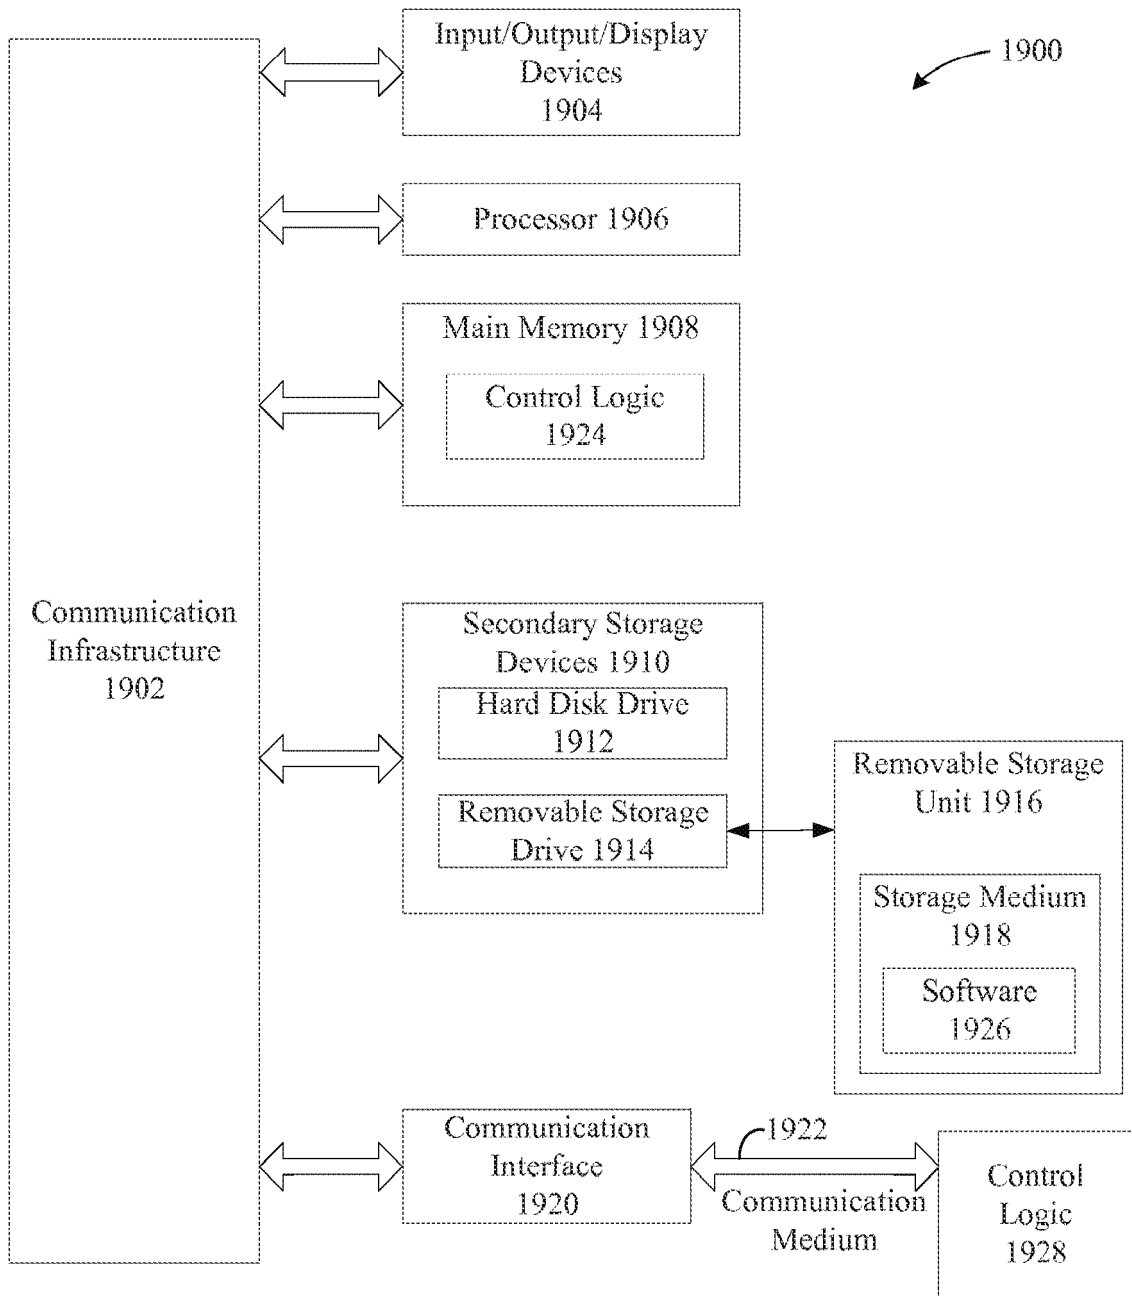 Input/Output/Display
Devices
1904
1900
Processor 1906
Main Memory 1908
Control Logic
1924
Communication
Infrastructure
1902
Secondary Storage
Devices 1910
Hard Disk Drive
1912
Removable Storage
Drive 1914
Removable Storage
Unit 1916
Storage Medium
1918
Software
1926
Communication
Interface
1920
1922
Communication
Medium
Control
Logic
1928